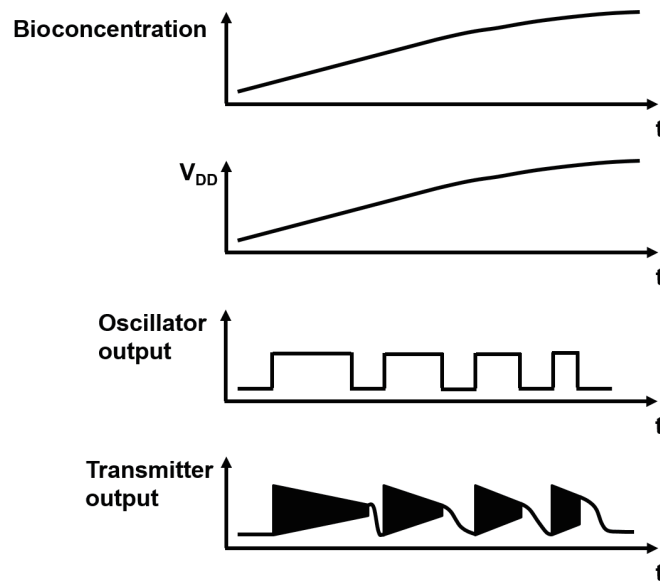 Bioconcentration
t
VDD
t
Oscillator
output
t
Transmitter
output
t